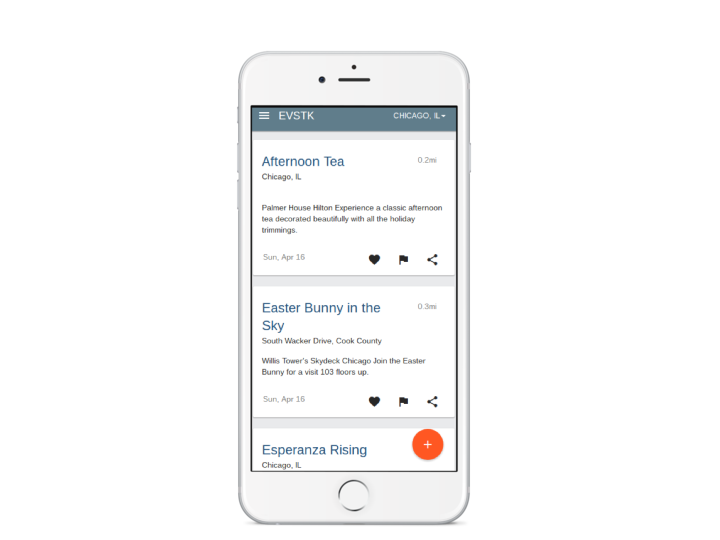 EVSTK CHICAGO, IL
Afternoon Tea 0.2mi
Chicago, IL
Palmer House Hilton Experience a classic afternoon
tea decorated beautifully with all the holiday
trimmings.
Sun, Apr 16
Easter Bunny in the 0.3mi
Sky
South Wacker Drive, Cook County
Willis Tower's Skydeck Chicago Join the Easter
Bunny for a visit 103 floors up.
Sun, Apr 16
Esperanza Rising
+
Chicago, IL